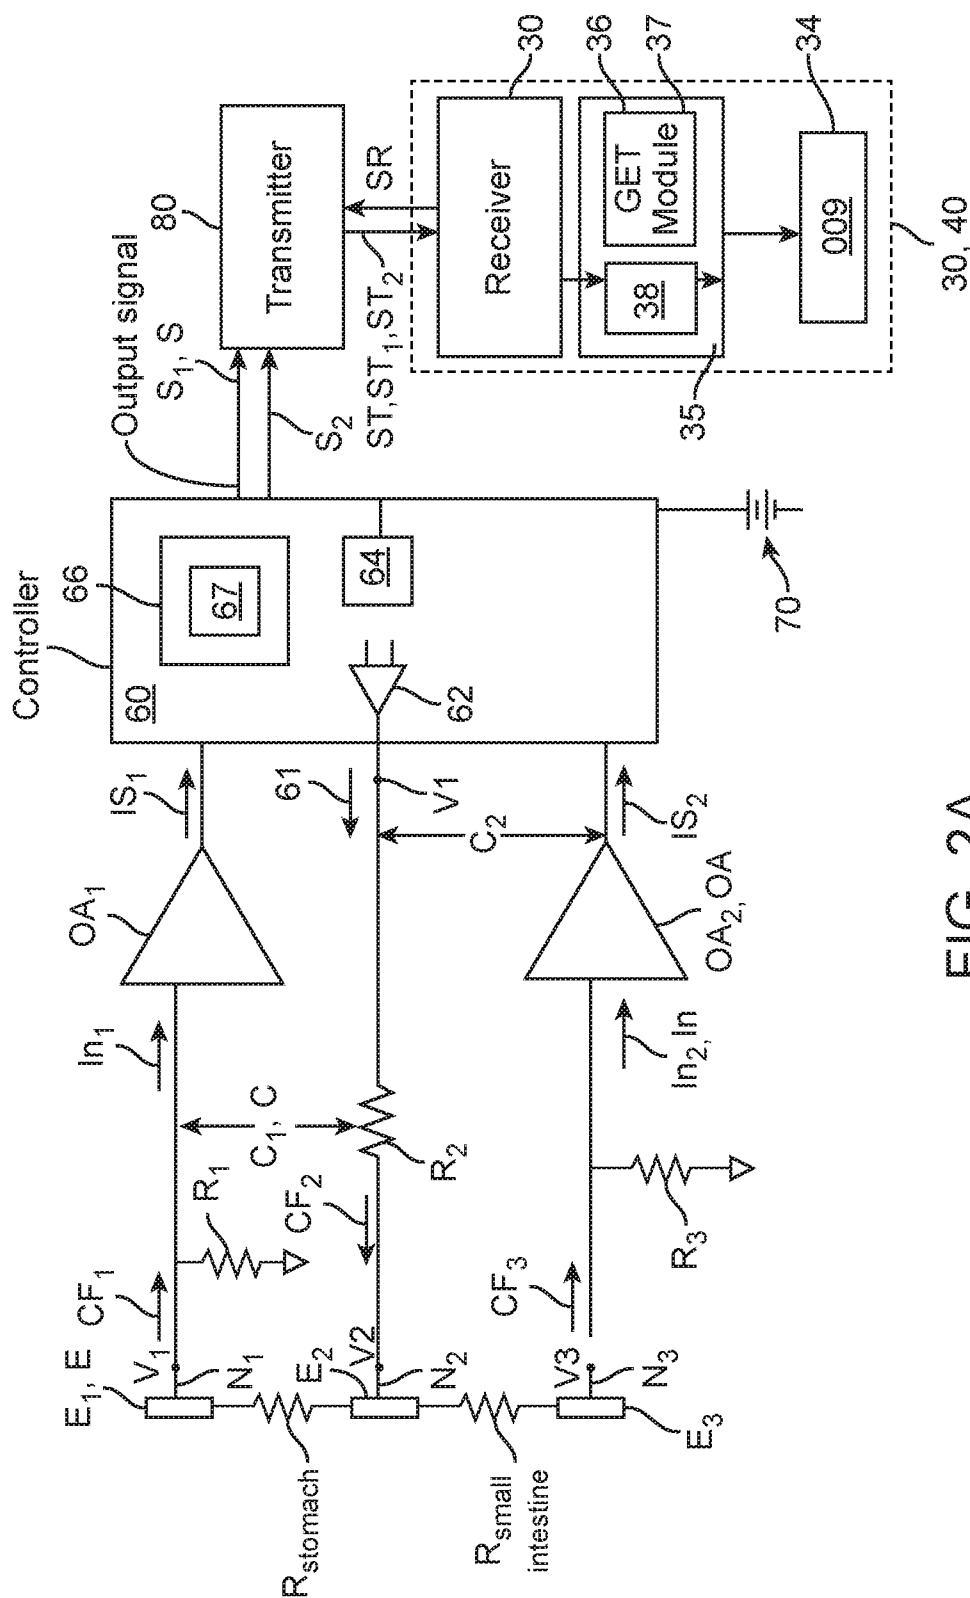 Controller
66
67
60
62
64
70
Output signal
S1, S
S2
80
Transmitter
SR
ST, ST1, ST2
30
Receiver
36
37
GET
Module
38
35
34
600
30, 40
IS1
61
V1
C2
IS2
OA1
OA2, OA
In1
C1, C
R2
In2, In
R1
CF2
R3
CF1
CF3
E1, E
V1
N1
E2
V2
N2
V3
N3
E3
Rstomach
Rsmall
intestine
FIG. 2A